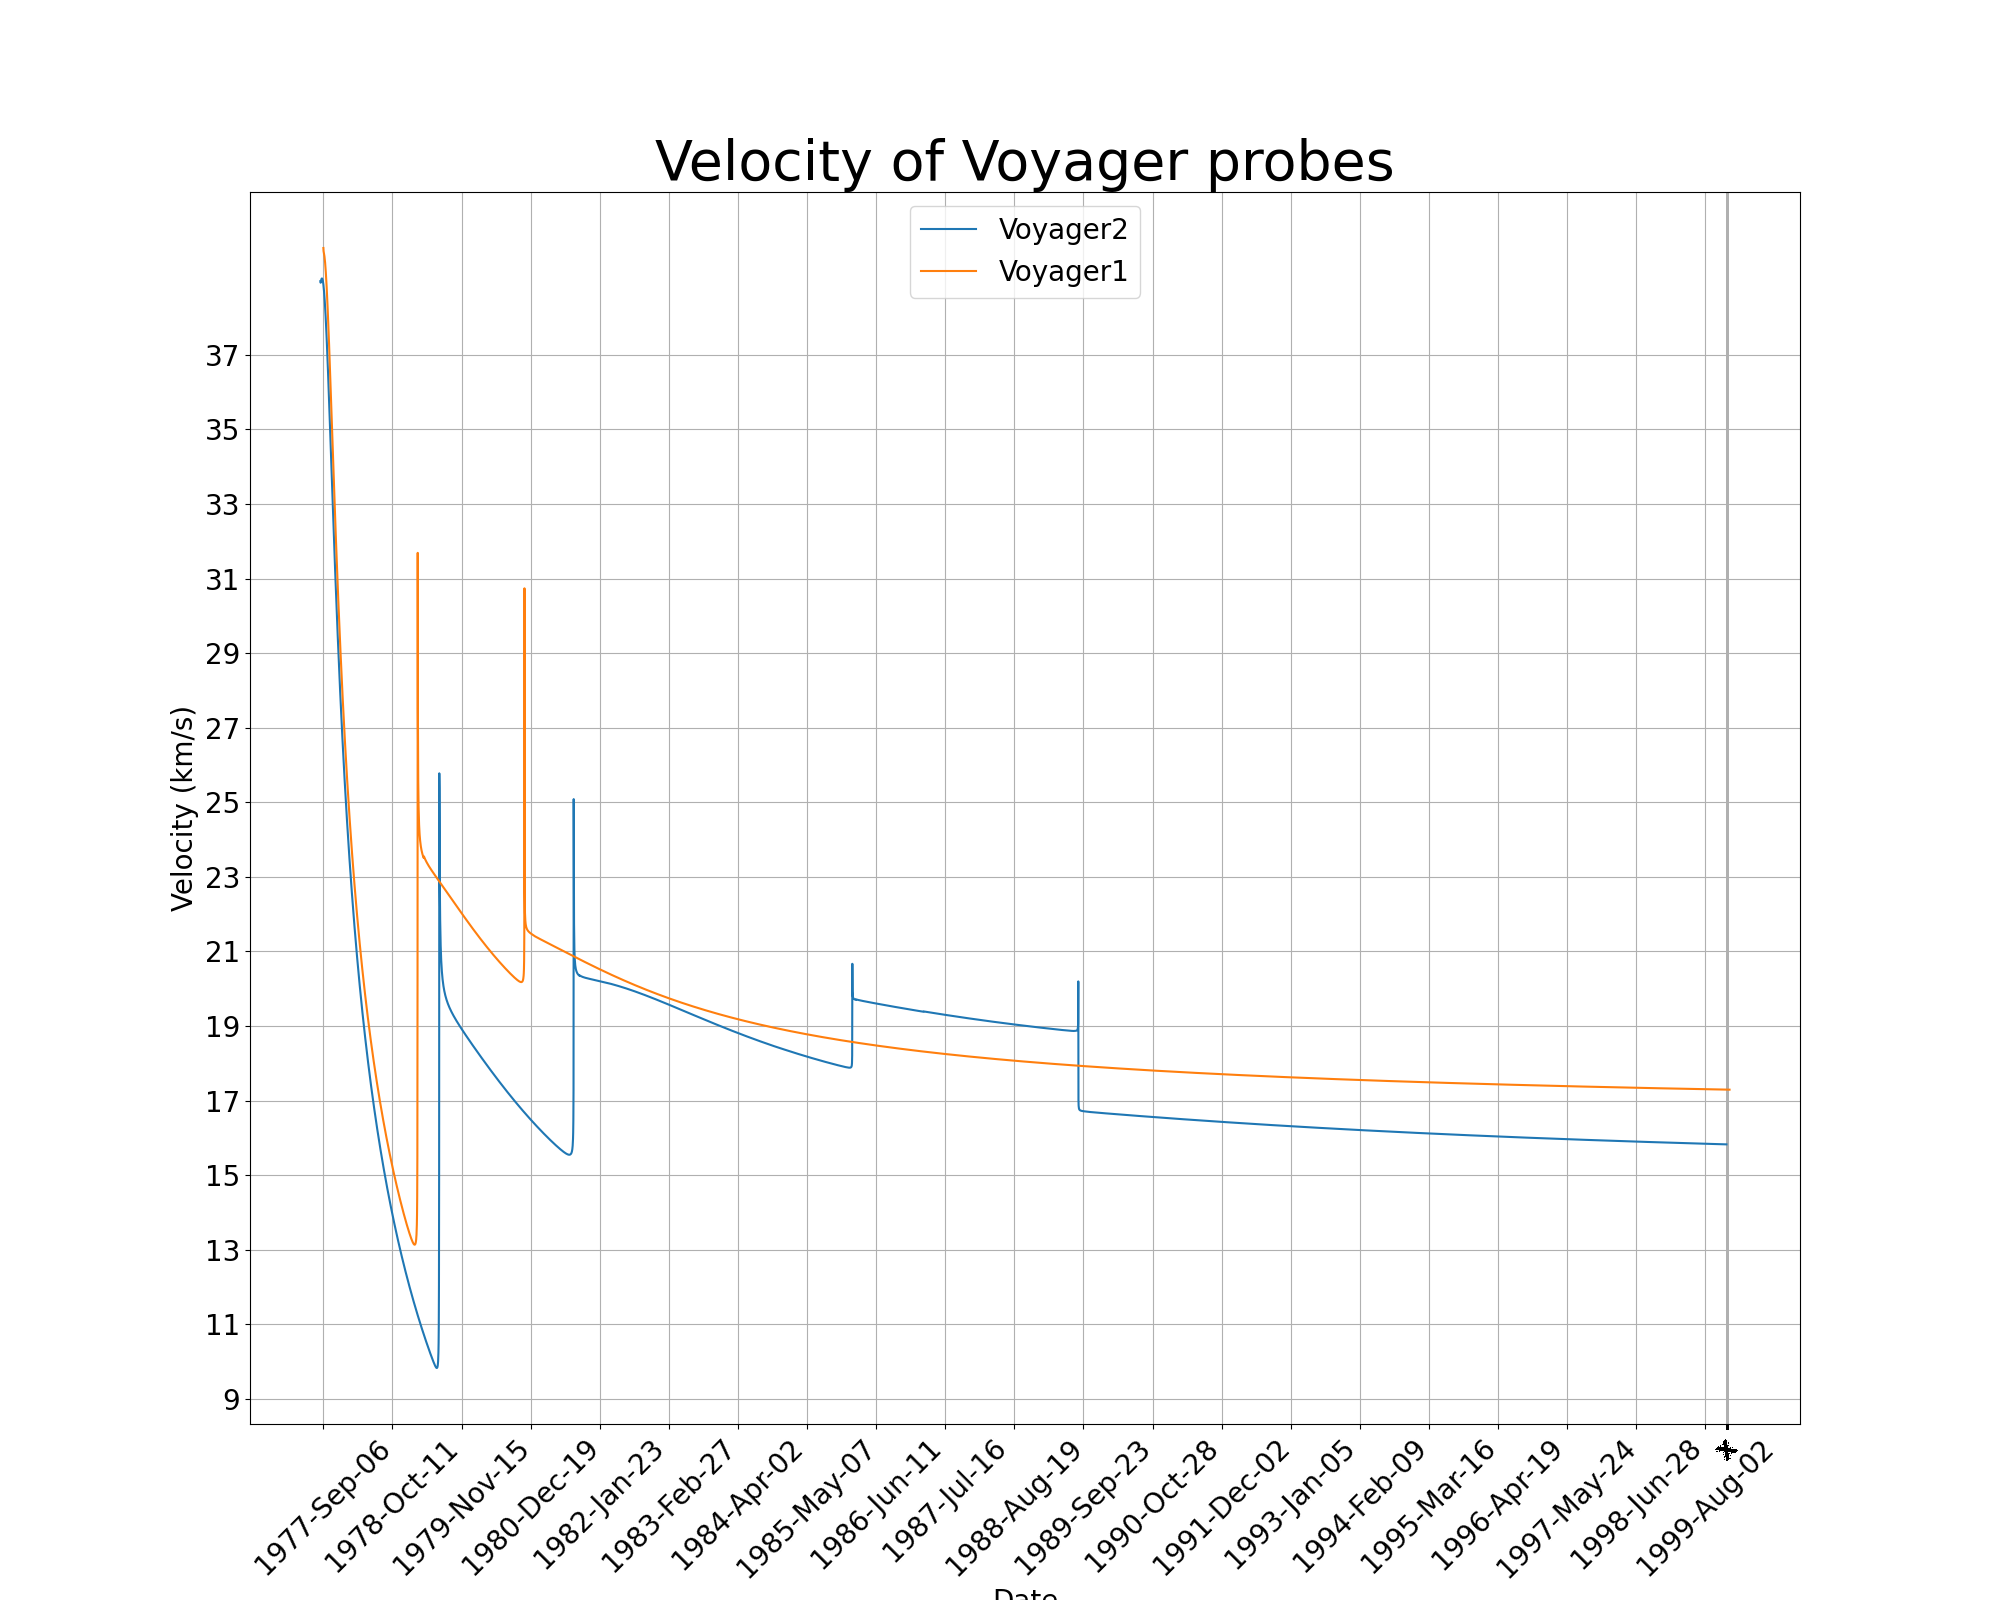 Velocity of Voyager probes
Voyager2
Voyager1
37
35
33
31
29
27
25
23
21
19
17
15
13
11
9
Velocity (km/s)
1977-Sep-06
1978-Oct-11
1979-Nov-15
1980-Dec-19
1982-Jan-23
1983-Feb-27
1984-Apr-02
1985-May-07
1986-Jun-11
1987-Jul-16
1988-Aug-19
1989-Sep-23
1990-Oct-28
1991-Dec-02
1993-Jan-05
1994-Feb-09
1995-Mar-16
1996-Apr-19
1997-May-24
1998-Jun-28
1999-Aug-02
Date